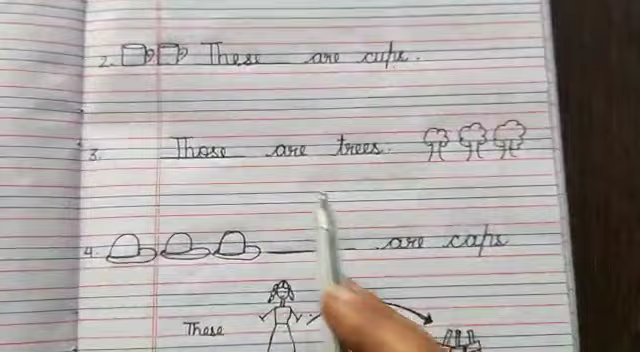 2. These are cups.
3. Those are trees.
4. are caps
These